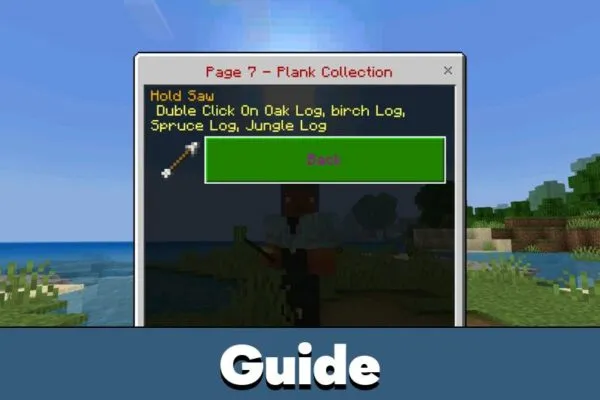 Page 7 - Plank Collection
Hold Saw
Duble Click On Oak Log, birch Log,
Spruce Log, Jungle Log
Back
Guide